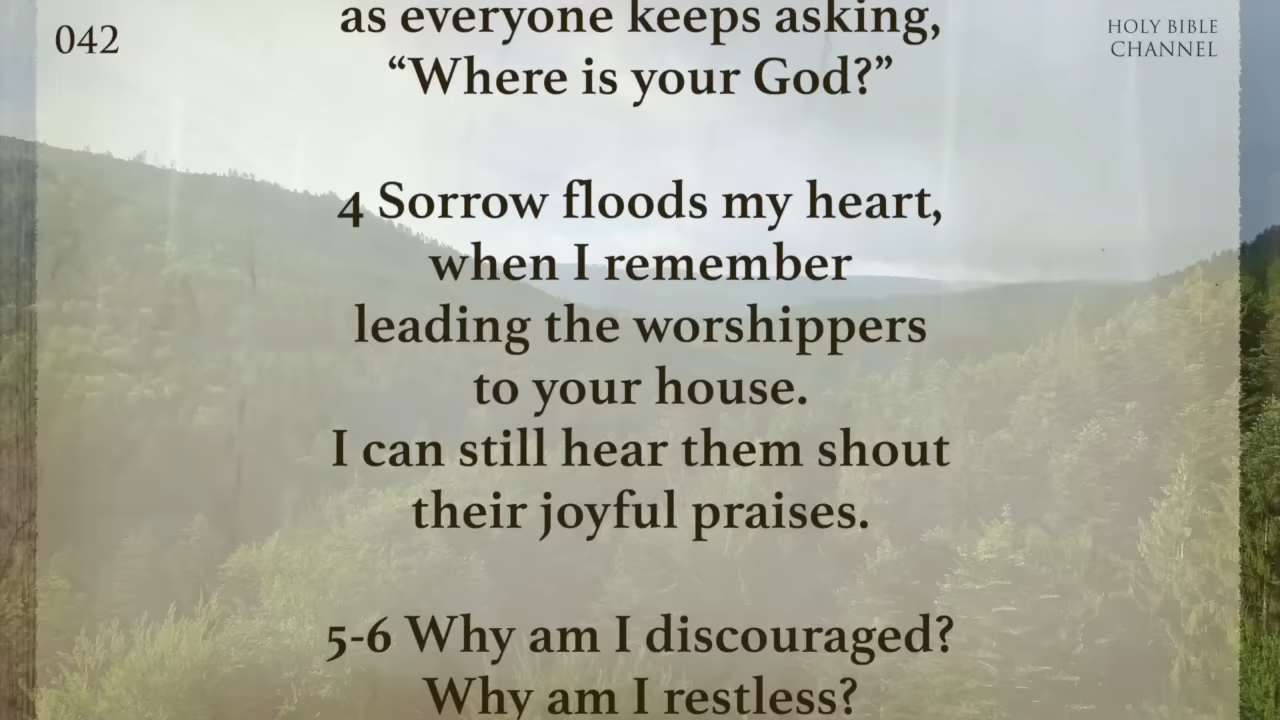 042
HOLY BIBLE
CHANNEL
as everyone keeps asking,
“Where is your God?”
4 Sorrow floods my heart,
when I remember
leading the worshippers
to your house.
I can still hear them shout
their joyful praises.
5-6 Why am I discouraged?
Why am I restless?